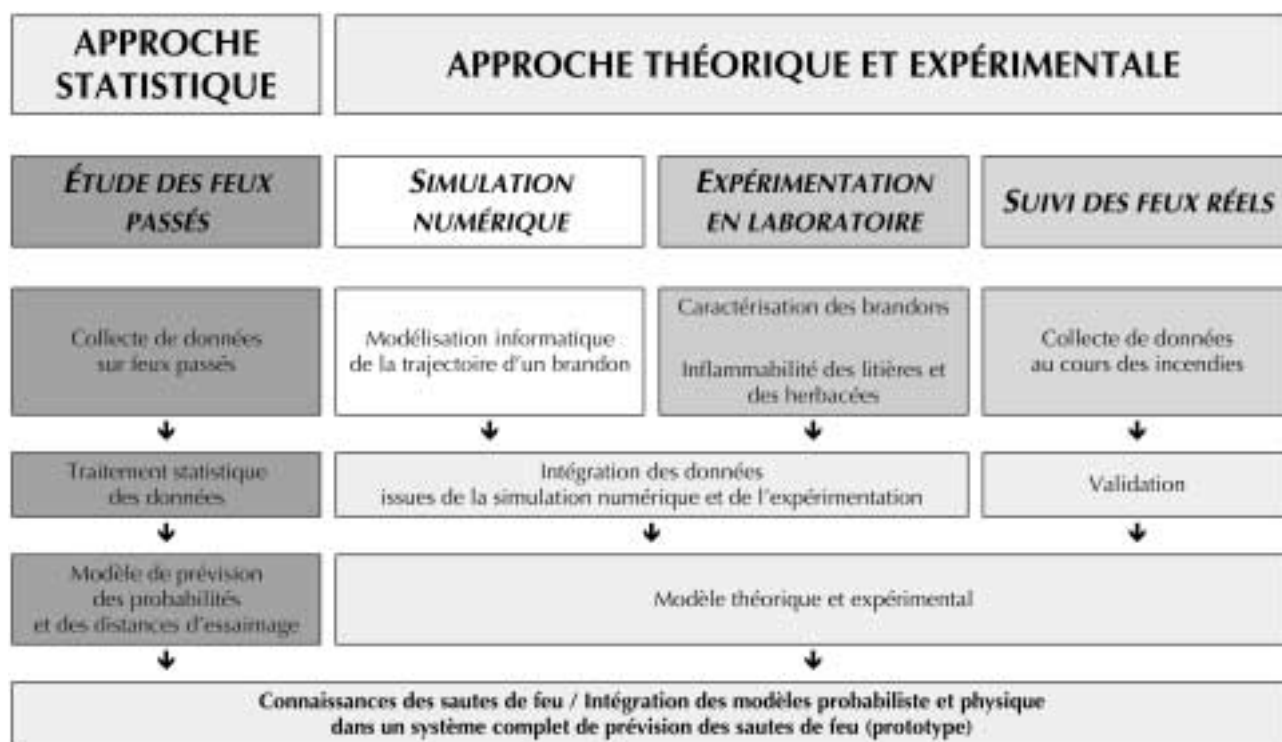 APPROCHE
STATISTIQUE
APPROCHE THÉORIQUE ET EXPÉRIMENTALE
ÉTUDE DES FEUX
PASSÉS
SIMULATION
NUMÉRIQUE
EXPÉRIMENTATION
EN LABORATOIRE
SUIVI DES FEUX RÉELS
Collecte de données
sur feux passés
Modélisation informatique
de la trajectoire d'un brandon
Caractérisation des brandons
Inflammabilité des litières et
des herbacées
Collecte de données
au cours des incendies
Traitement statistique
des données
Intégration des données
issues de la simulation numérique et de l'expérimentation
Validation
Modèle de prévision
des probabilités
et des distances d'essaimage
Modèle théorique et expérimental
Connaissances des sautes de feu / Intégration des modèles probabiliste et physique
dans un système complet de prévision des sautes de feu (prototype)